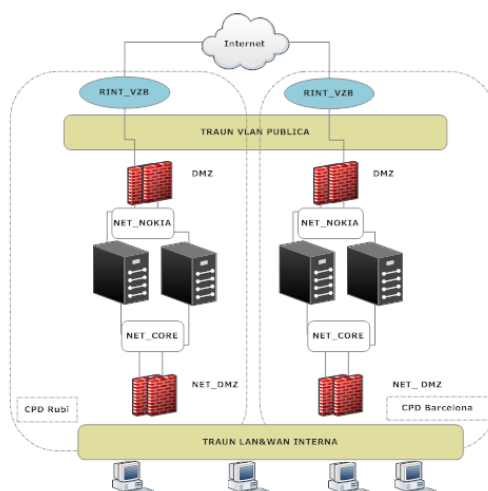 Internet
RINT_VZB
RINT_VZB
TRAUN VLAN PUBLICA
DMZ
DMZ
NET_NOKIA
NET_NOKIA
NET_CORE
NET_CORE
NET_DMZ
NET_ DMZ
CPD Rubi
CPD Barcelona
TRAUN LAN&WAN INTERNA